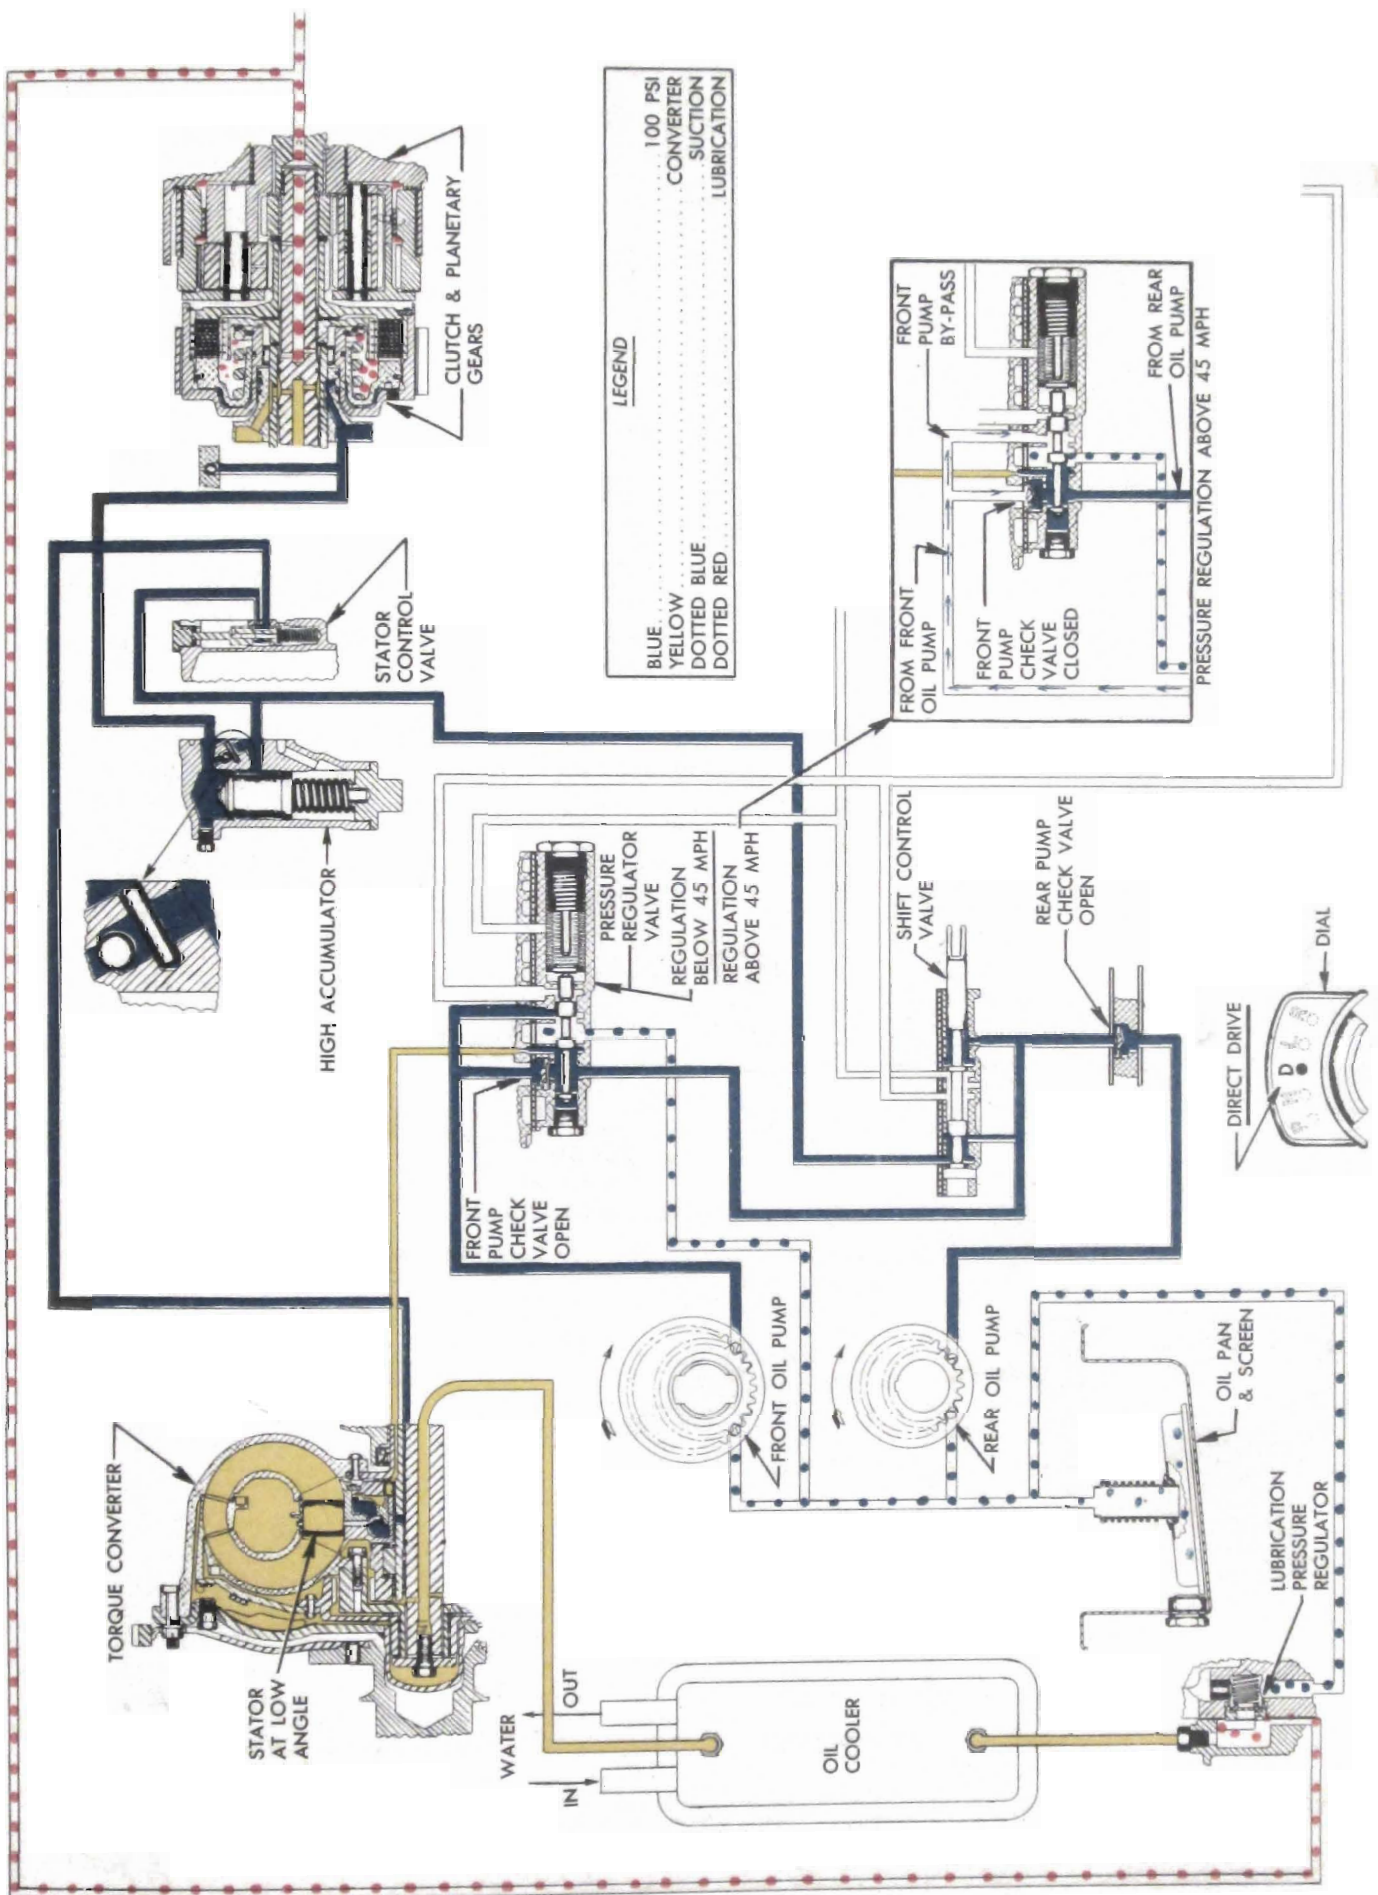 TORQUE CONVERTER
STATOR
AT LOW
ANGLE
HIGH ACCUMULATOR
STATOR
CONTROL
VALVE
CLUTCH & PLANETARY
GEARS
WATER
IN
OUT
FRONT
PUMP
CHECK
VALVE
OPEN
PRESSURE
REGULATOR
VALVE
REGULATION
BELOW 45 MPH
REGULATION
ABOVE 45 MPH
LEGEND
BLUE 100 PSI
YELLOW CONVERTER
DOTTED BLUE SUCTION
DOTTED RED LUBRICATION
OIL
COOLER
FRONT OIL PUMP
REAR OIL PUMP
SHIFT CONTROL
VALVE
REAR PUMP
CHECK VALVE
OPEN
FROM FRONT
OIL PUMP
FRONT
PUMP
BY-PASS
FRONT
PUMP
CHECK
VALVE
CLOSED
FROM REAR
OIL PUMP
PRESSURE REGULATION ABOVE 45 MPH
OIL PAN
& SCREEN
LUBRICATION
PRESSURE
REGULATOR
DIRECT DRIVE
D
DIAL